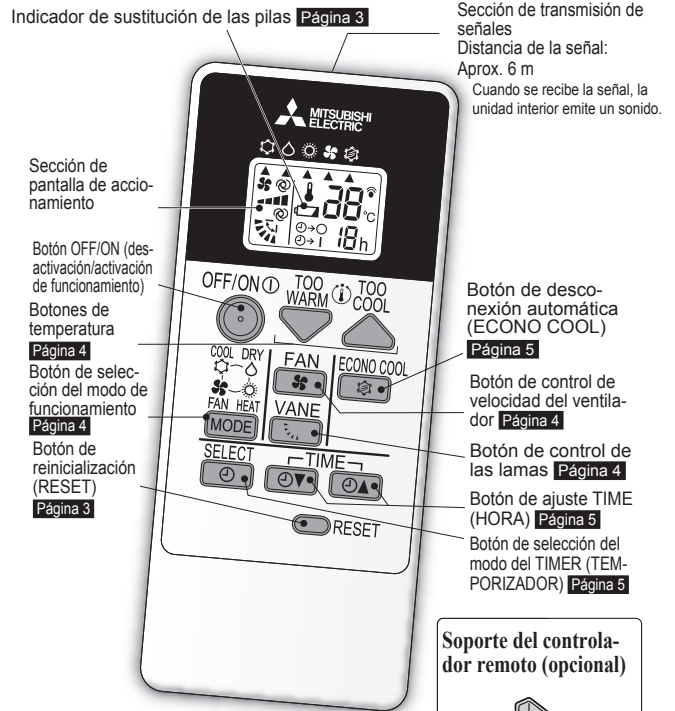 Indicador de sustitución de las pilas Página 3
Sección de transmisión de
señales
Distancia de la señal:
Aprox. 6 m
Cuando se recibe la señal, la
unidad interior emite un sonido.
MITSUBISHI
ELECTRIC
Sección de
pantalla de accio-
namiento
38°C
18h
Botón OFF/ON (des-
activación/activación
de funcionamiento)
OFF/ON
TOO
WARM
TOO
COOL
Botones de
temperatura
Página 4
Botón de desco-
nexión automática
(ECONO COOL)
Página 5
COOL DRY
FAN HEAT
MODE
FAN
ECONO COOL
VANE
Botón de selec-
ción del modo de
funcionamiento
Página 4
Botón de control de
velocidad del ventila-
dor Página 4
Botón de control de
las lamas Página 4
Botón de
reinicialización
(RESET)
Página 3
SELECT
TIME
RESET
Botón de ajuste TIME
(HORA) Página 5
Botón de selección del
modo del TIMER (TEM-
PORIZADOR) Página 5
Soporte del controla-
dor remoto (opcional)